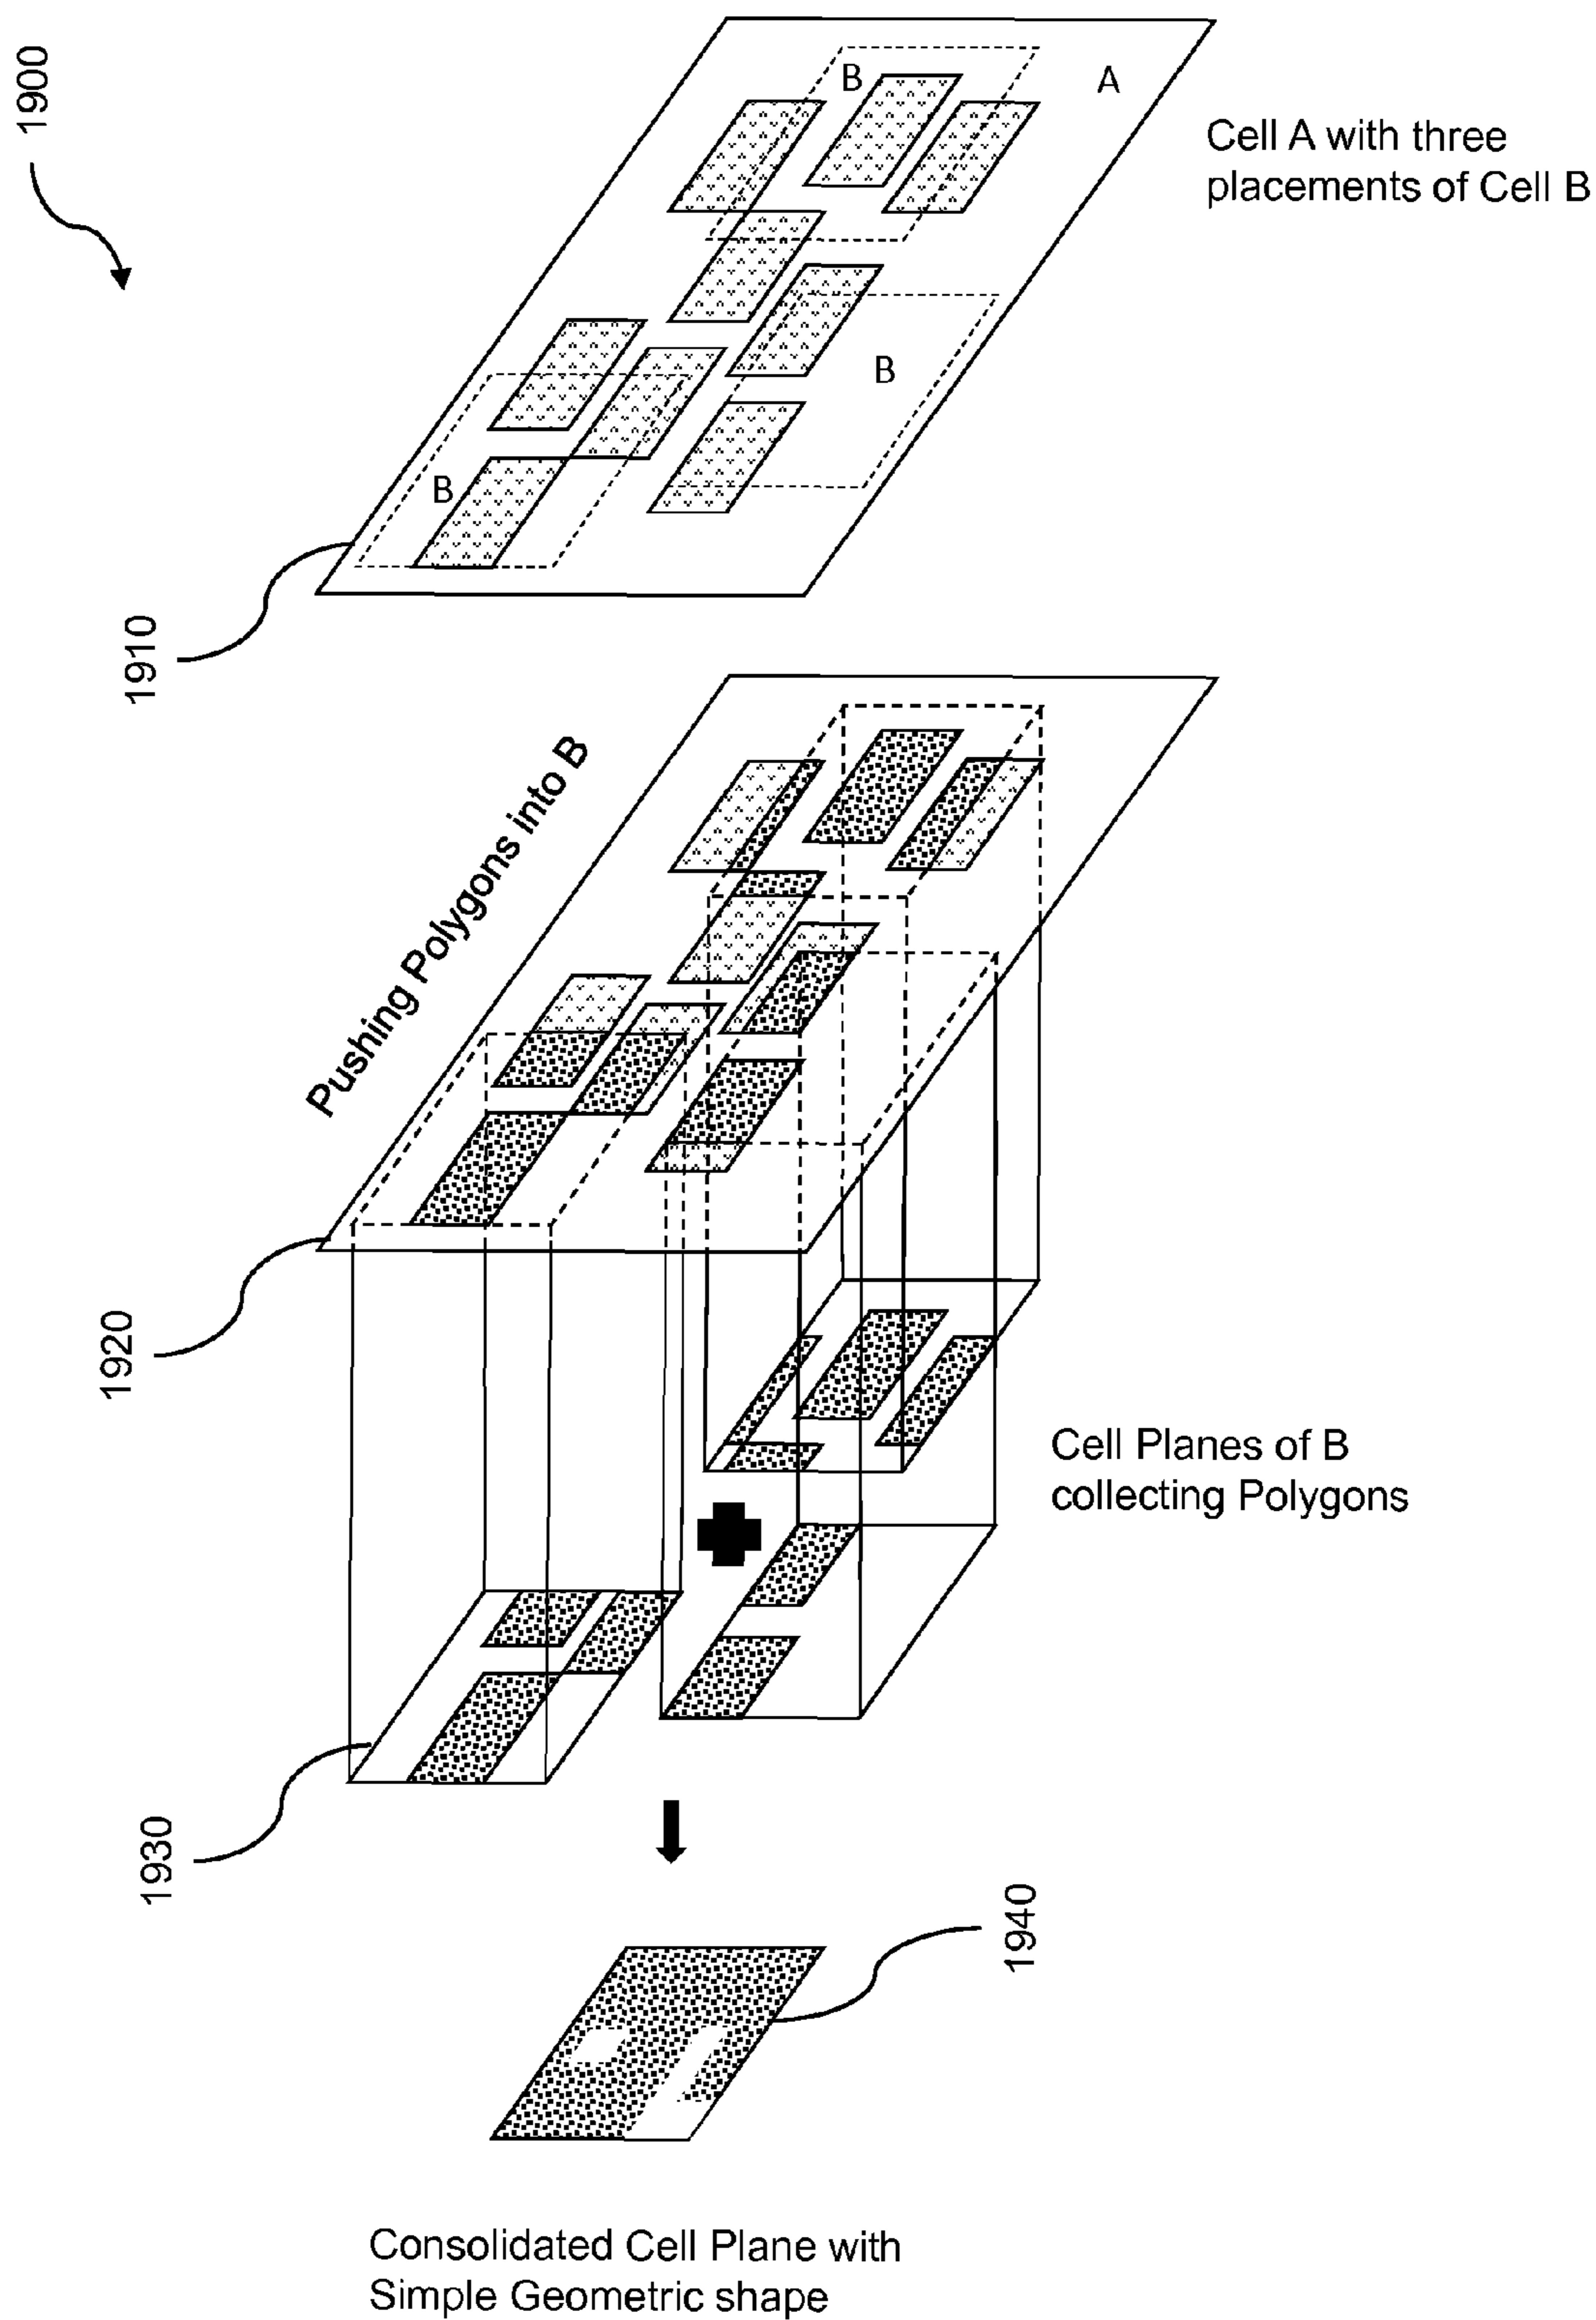 1900
B
A
Cell A with three
placements of Cell B
B
B
1910
Pushing Polygons into B
1920
Cell Planes of B
collecting Polygons
1930
1940
Consolidated Cell Plane with
Simple Geometric shape